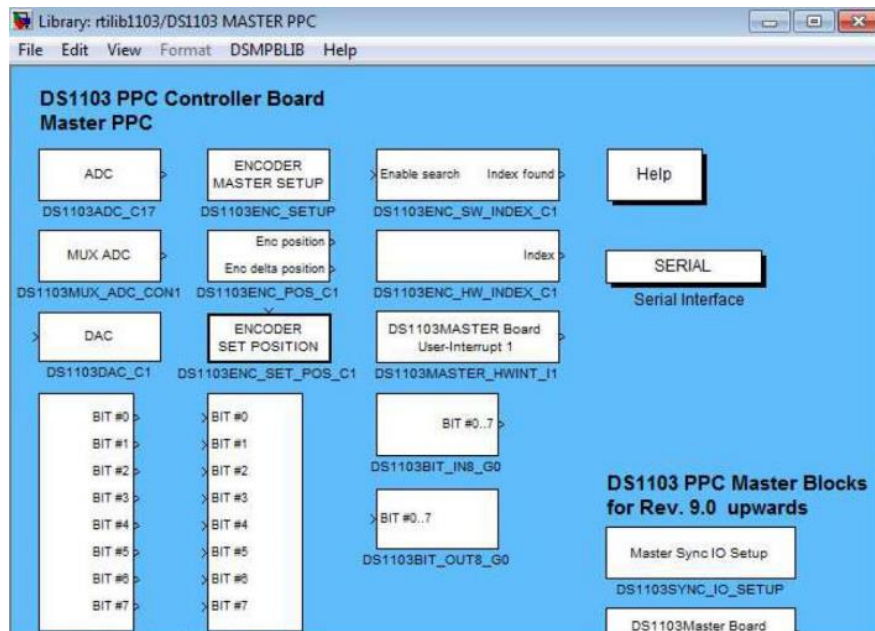 Library: rtilib1103/DS1103 MASTER PPC
File Edit View Format DSMPBLIB Help
DS1103 PPC Controller Board
Master PPC
ADC
DS1103ADC_C17
ENCODER
MASTER SETUP
DS1103ENC_SETUP
Enable search Index found
DS1103ENC_SW_INDEX_C1
Help
MUX ADC
DS1103MUX_ADC_CON1
Enc position
Enc delta position
DS1103ENC_POS_C1
Index
DS1103ENC_HW_INDEX_C1
SERIAL
Serial Interface
DAC
DS1103DAC_C1
ENCODER
SET POSITION
DS1103ENC_SET_POS_C1
DS1103MASTER Board
User-Interrupt 1
DS1103MASTER_HWINT_I1
BIT #0
BIT #1
BIT #2
BIT #3
BIT #4
BIT #5
BIT #6
BIT #7
BIT #0
BIT #1
BIT #2
BIT #3
BIT #4
BIT #5
BIT #6
BIT #7
BIT #0..7
DS1103BIT_IN8_G0
BIT #0..7
DS1103BIT_OUT8_G0
DS1103 PPC Master Blocks
for Rev. 9.0 upwards
Master Sync IO Setup
DS1103SYNC_IO_SETUP
DS1103Master Board